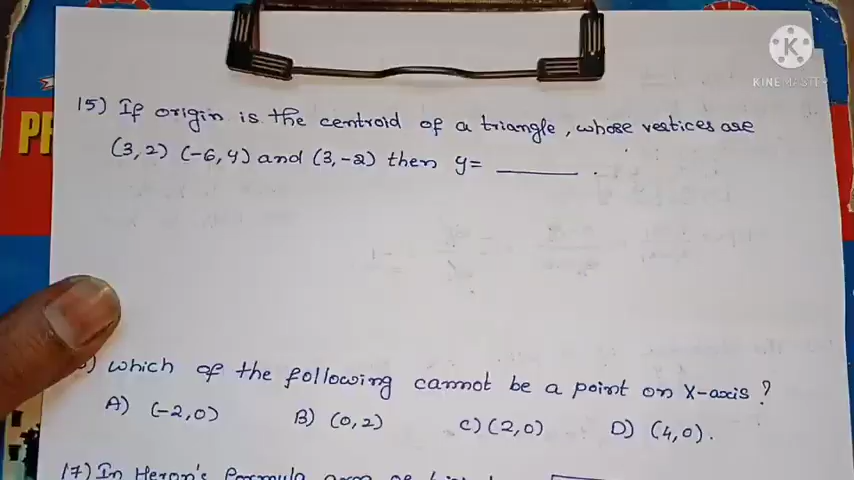 K
KINEMASTER
15) If origin is the centroid of a triangle, whose vertices are
(3,2) (-6,y) and (3,-2) then y= ______ .
) which of the following cannot be a point on X-axis ?
A) (-2,0) B) (0,2) C) (2,0) D) (4,0).
17) In Heron's formula